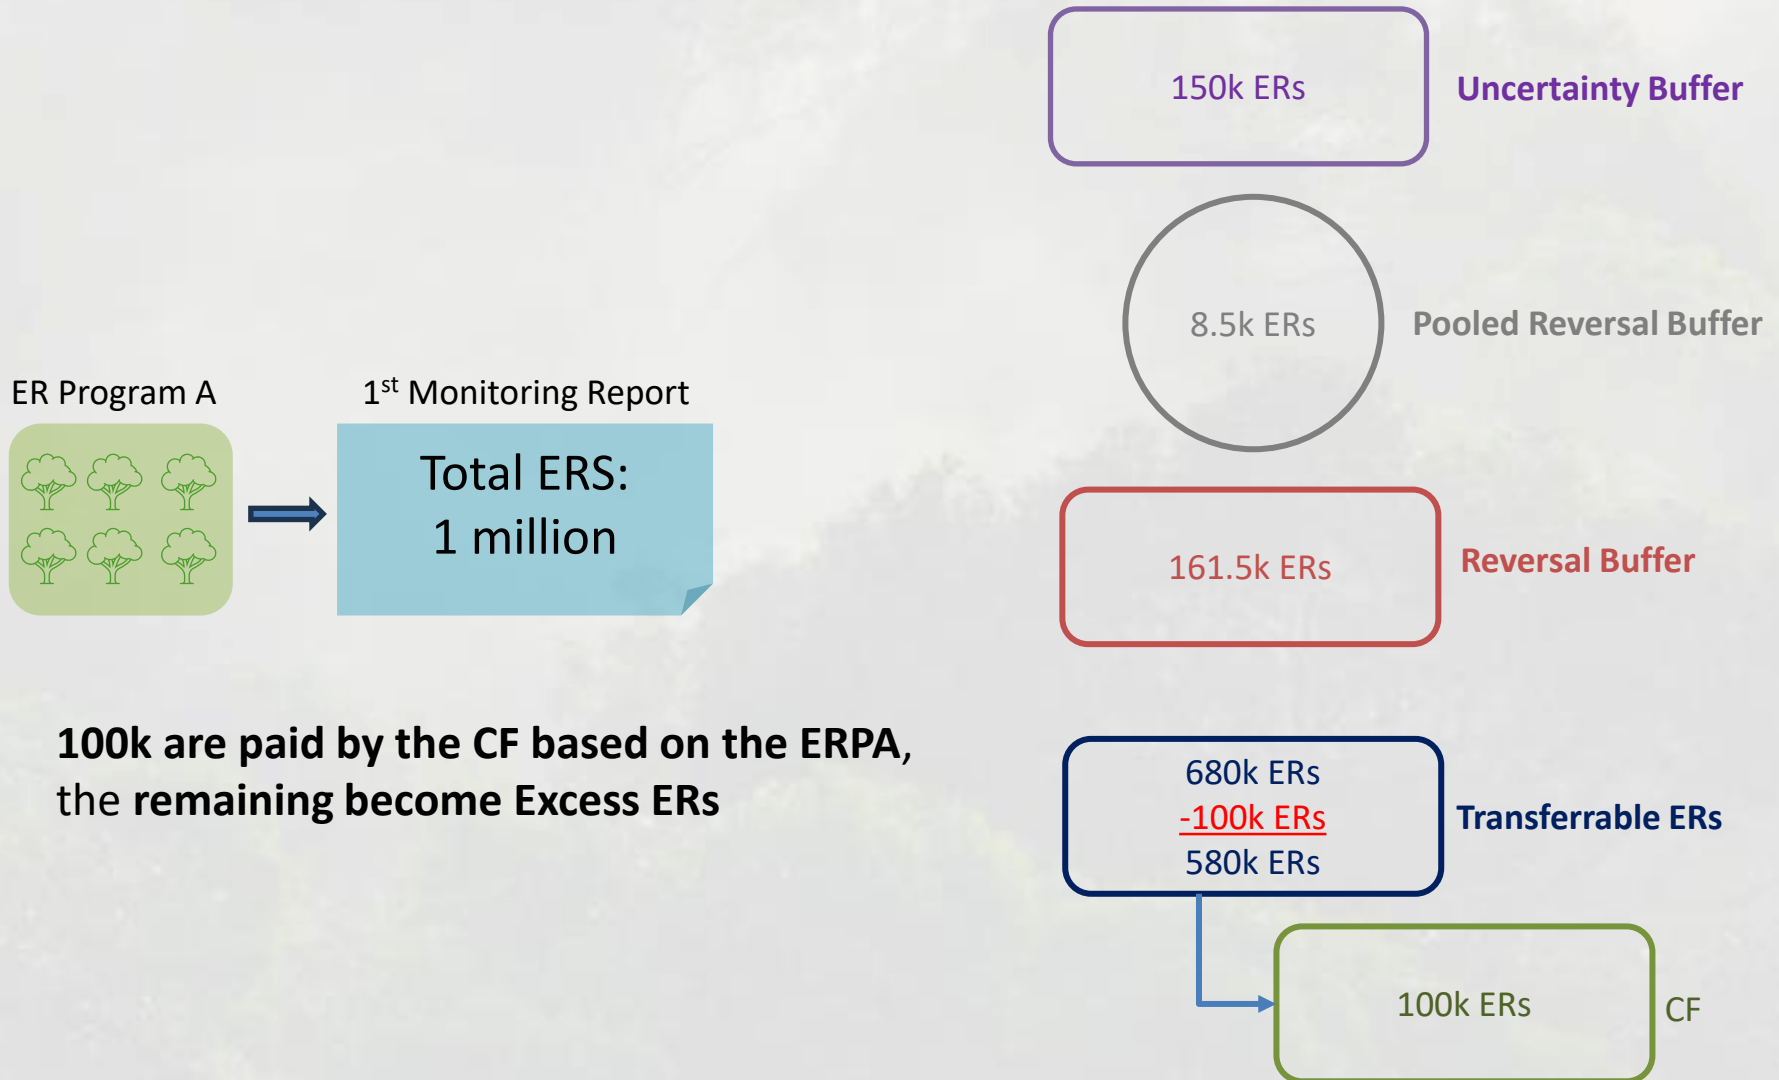 150k ERs
Uncertainty Buffer
8.5k ERs
Pooled Reversal Buffer
ER Program A
1st Monitoring Report
Total ERS:
1 million
161.5k ERs
Reversal Buffer
100k are paid by the CF based on the ERPA,
the remaining become Excess ERs
680k ERs
-100k ERs
580k ERs
Transferrable ERs
100k ERs
CF